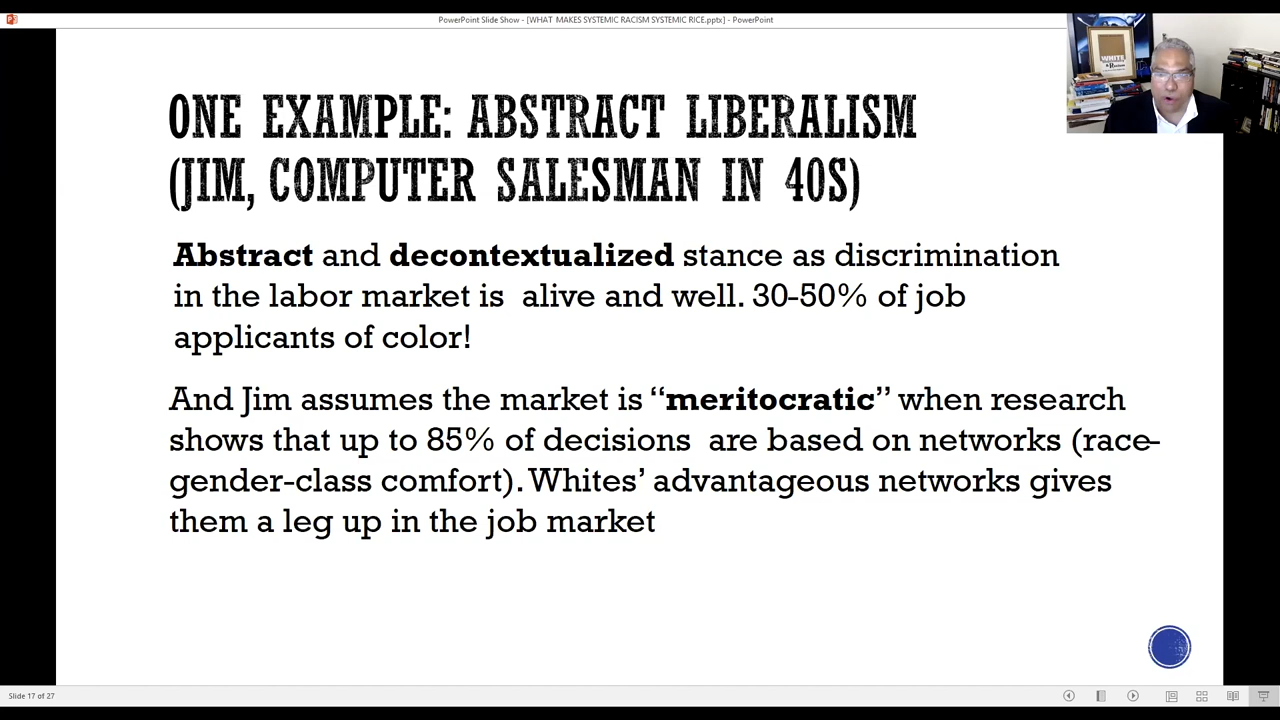 PowerPoint Slide Show - [WHAT MAKES SYSTEMIC RACISM SYSTEMIC RICE.pptx] - PowerPoint
WHITE
ONE EXAMPLE: ABSTRACT LIBERALISM
(JIM, COMPUTER SALESMAN IN 40S)
Abstract and decontextualized stance as discrimination
in the labor market is alive and well. 30-50% of job
applicants of color!
And Jim assumes the market is “meritocratic” when research
shows that up to 85% of decisions are based on networks (race-
gender-class comfort). Whites’ advantageous networks gives
them a leg up in the job market
Slide 17 of 27